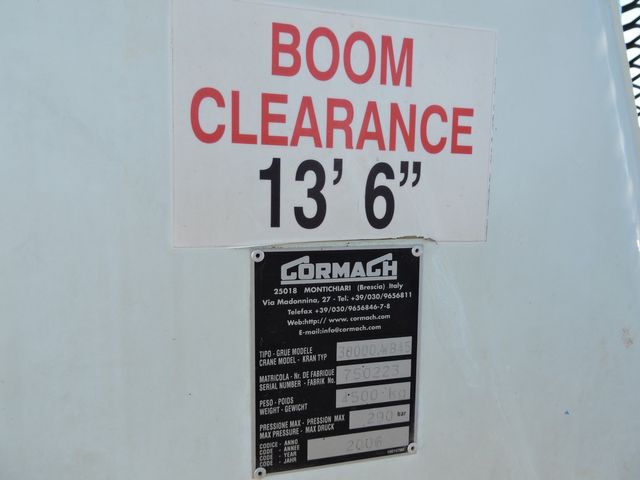 BOOM
CLEARANCE
13' 6"
CORMACH
25018 MONTICHIARI (Brescia) Italy
Via Madonnina, 27 - Tel. +39/030/9656811
Telefax +39/030/9656846-7-8
Web:http:// www.cormach.com
E-mail:info@cormach.com
TIPO - GRUE MODELE
CRANE MODEL - KRAN TYP 38000
MATRICOLA - Nr. DE FABRIQUE
SERIAL NUMBER - FABRIK No. 750223
PESO - POIDS
WEIGHT - GEWICHT 4500 kg
PRESSIONE MAX - PRESSION MAX
MAX PRESSURE - MAX DRUCK 290 bar
CODICE - ANNO
CODE - ANNEE
CODE - YEAR
CODE - JAHR 2006